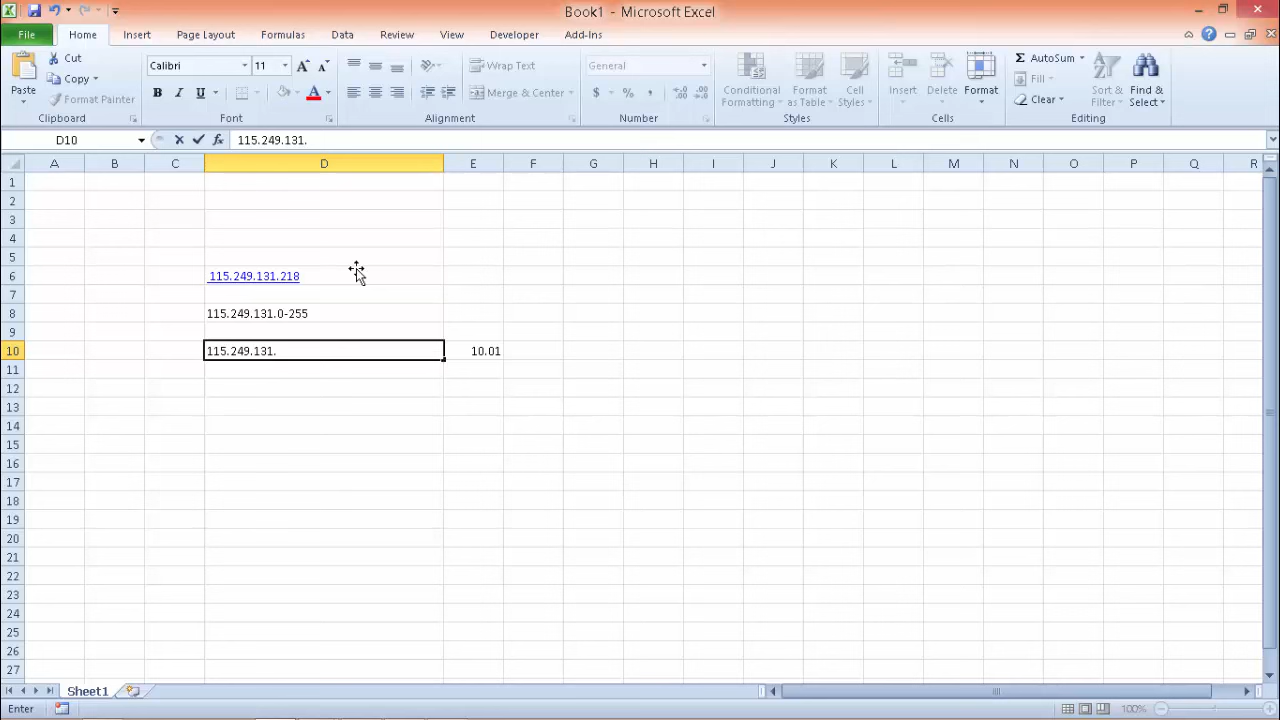 Book1 - Microsoft Excel
File Home Insert Page Layout Formulas Data Review View Developer Add-Ins
Paste
Cut
Copy
Format Painter
Clipboard
Calibri 11
B I U
Font
Wrap Text
Merge & Center
Alignment
General
$ % ,
Number
Conditional Formatting
Format as Table
Cell Styles
Styles
Insert
Delete
Format
Cells
Σ AutoSum
Fill
Clear
Sort & Filter
Find & Select
Editing
D10 fx 115.249.131.
A B C D E F G H I J K L M N O P Q R
1
2
3
4
5
6 115.249.131.218
7
8 115.249.131.0-255
9
10 115.249.131. 10.01
11
12
13
14
15
16
17
18
19
20
21
22
23
24
25
26
27
Sheet1
Enter 100%